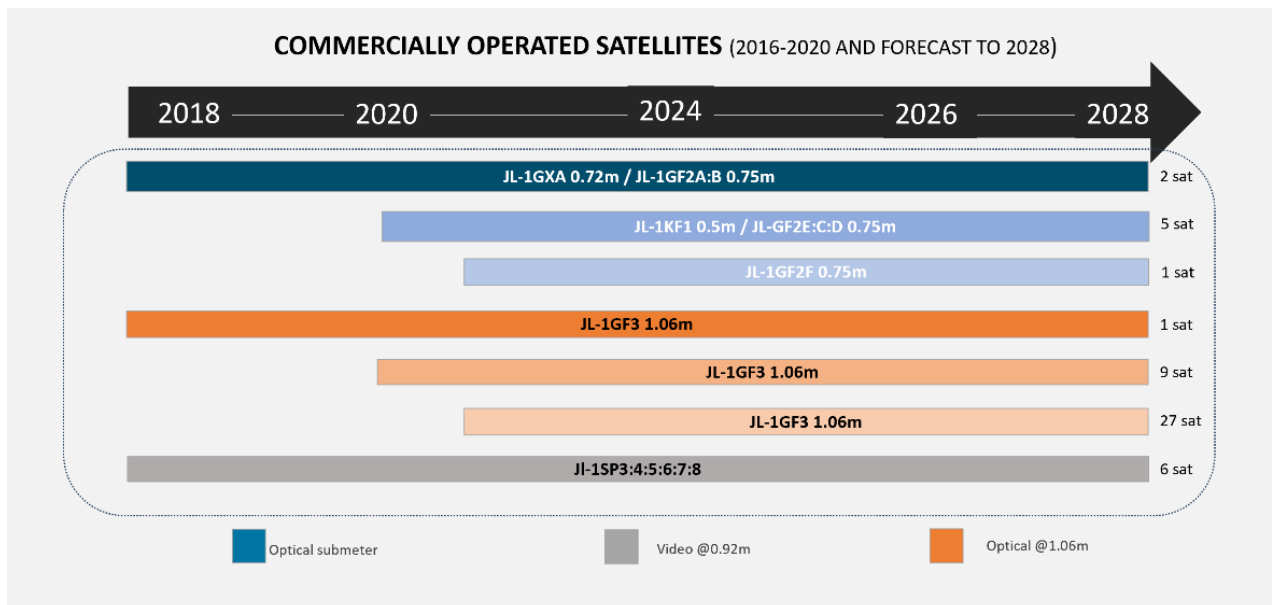 COMMERCIALLY OPERATED SATELLITES (2016-2020 AND FORECAST TO 2028)
2018 2020 2024 2026 2028
JL-1GXA 0.72m / JL-1GF2A:B 0.75m 2 sat
JL-1KF1 0.5m / JL-GF2E:C:D 0.75m 5 sat
JL-1GF2F 0.75m 1 sat
JL-1GF3 1.06m 1 sat
JL-1GF3 1.06m 9 sat
JL-1GF3 1.06m 27 sat
Jl-1SP3:4:5:6:7:8 6 sat
Optical submeter Video @0.92m Optical @1.06m